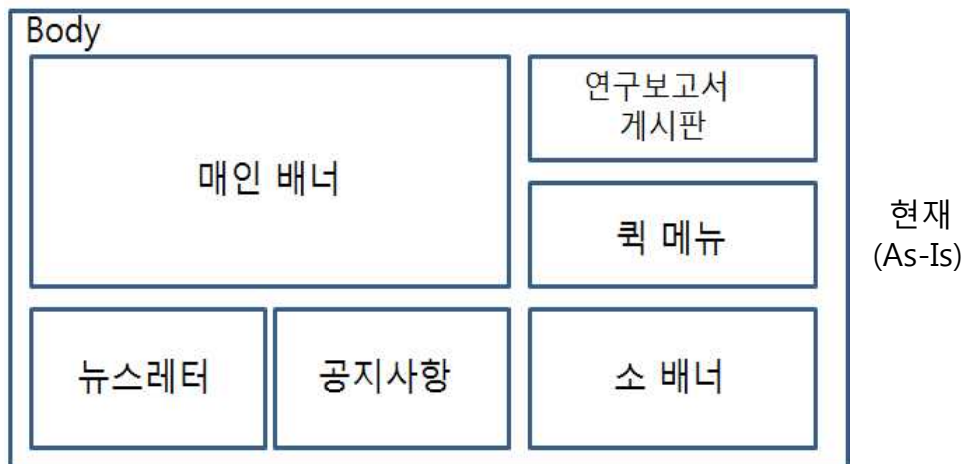 Body
매인 배너
연구보고서
게시판
퀵 메뉴
현재
(As-Is)
뉴스레터
공지사항
소 배너